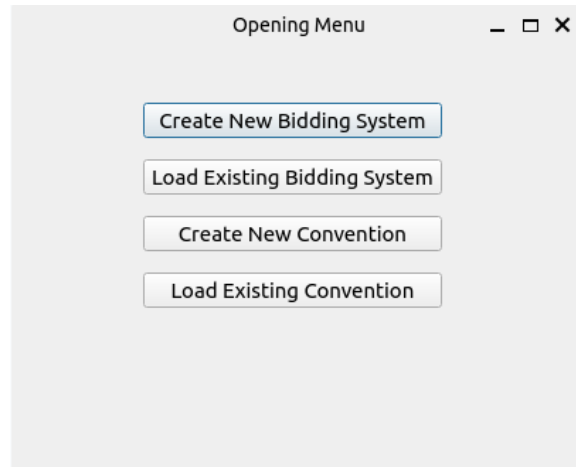 Opening Menu
Create New Bidding System
Load Existing Bidding System
Create New Convention
Load Existing Convention